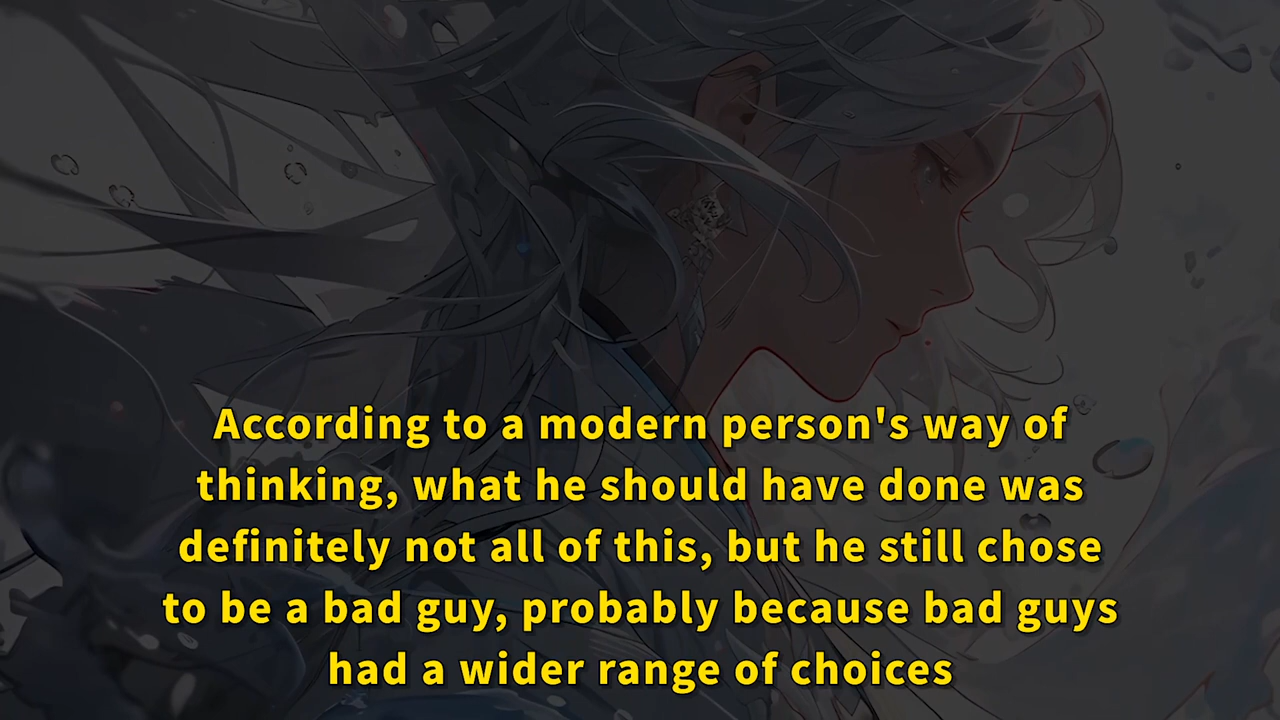 According to a modern person's way of
thinking, what he should have done was
definitely not all of this, but he still chose
to be a bad guy, probably because bad guys
had a wider range of choices